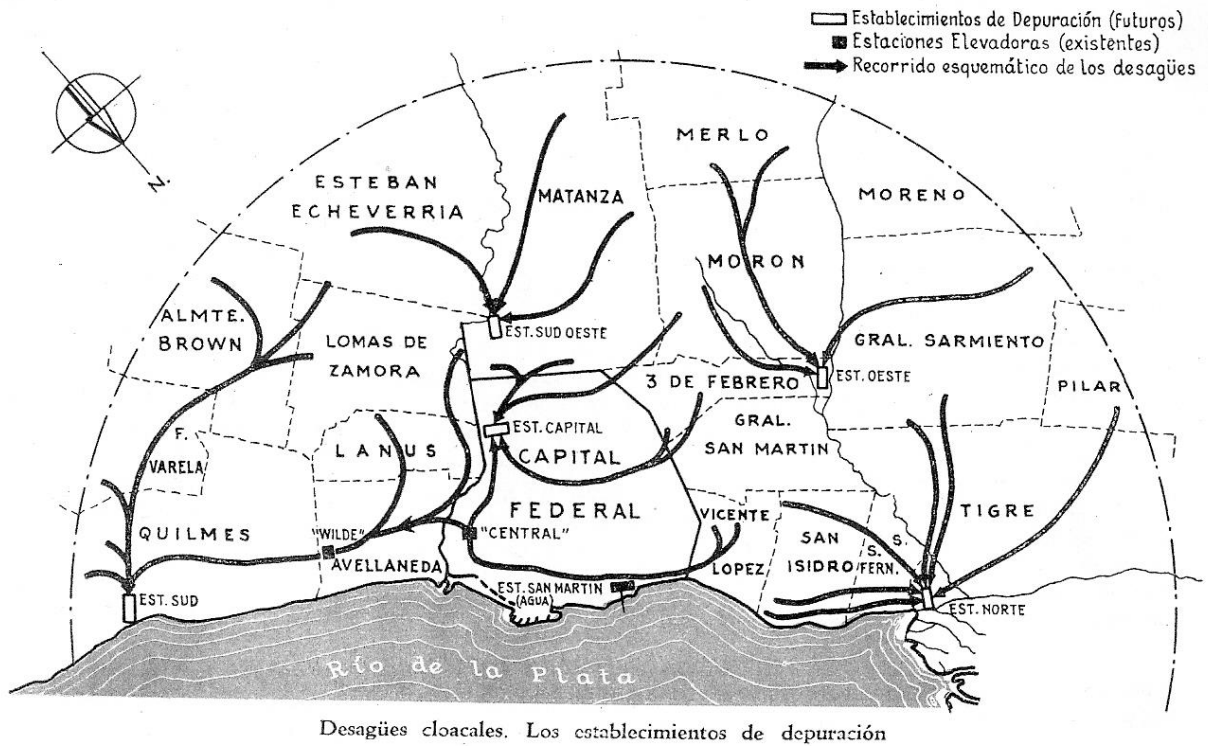 Establecimientos de Depuración (futuros)
Estaciones Elevadoras (existentes)
Recorrido esquemático de los desagües
N.
MERLO
ESTEBAN
ECHEVERRIA
MATANZA
MORENO
MORON
ALMTE.
BROWN
LOMAS DE
ZAMORA
EST. SUD OESTE
GRAL. SARMIENTO
3 DE FEBRERO
EST. OESTE
PILAR
GRAL.
SAN MARTIN
EST. CAPITAL
F.
VARELA
LANUS
CAPITAL
FEDERAL
QUILMES
"WILDE"
"CENTRAL"
VICENTE
LOPEZ
SAN
ISIDRO
S. S.
FERN.
TIGRE
AVELLANEDA
EST. SAN MARTIN
(AGUA)
EST. SUD
EST. NORTE
Río de la Plata
Desagües cloacales. Los establecimientos de depuración